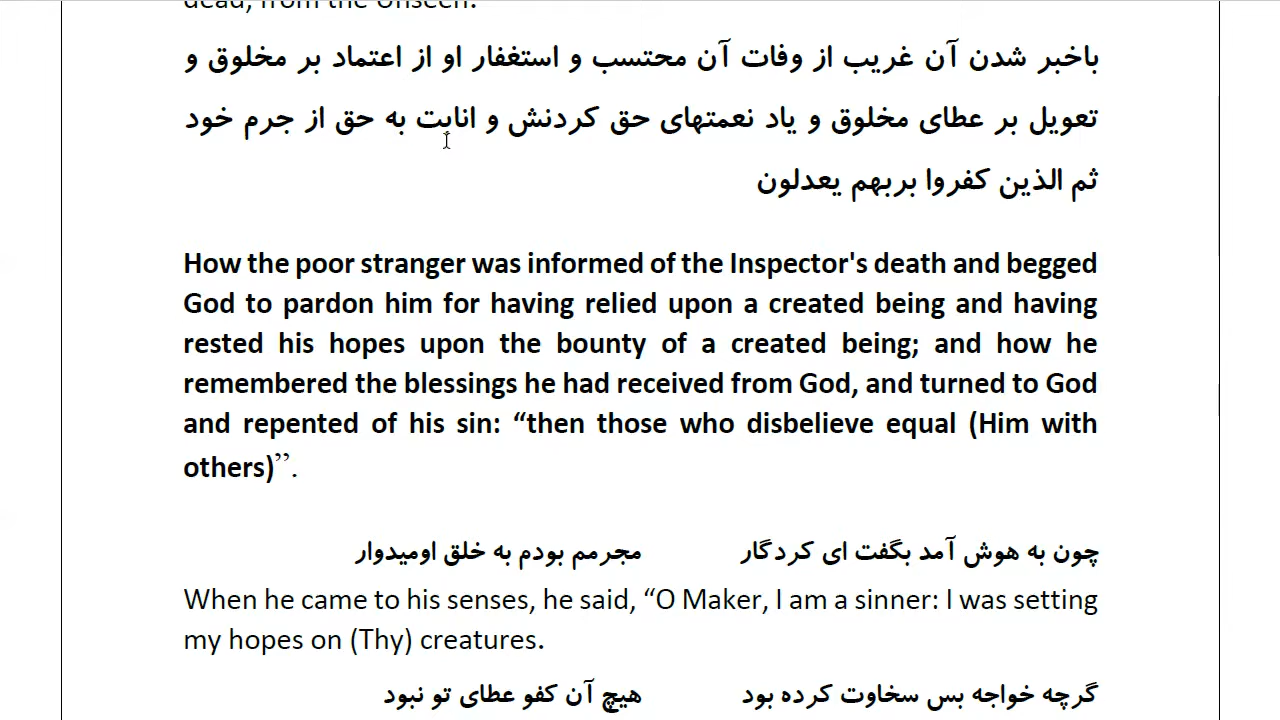 dead, from the Unseen.
باخبر شدن آن غریب از وفات آن محتسب و استغفار او از اعتماد بر مخلوق و
تعویل بر عطای مخلوق و یاد نعمتهای حق کردنش و انابت به حق از جرم خود
ثم الذین کفروا بربهم یعدلون
How the poor stranger was informed of the Inspector's death and begged
God to pardon him for having relied upon a created being and having
rested his hopes upon the bounty of a created being; and how he
remembered the blessings he had received from God, and turned to God
and repented of his sin: “then those who disbelieve equal (Him with
others)”.
چون به هوش آمد بگفت ای کردگار مجرمم بودم به خلق اومیدوار
When he came to his senses, he said, “O Maker, I am a sinner: I was setting
my hopes on (Thy) creatures.
گرچه خواجه بس سخاوت کرده بود هیچ آن کفو عطای تو نبود